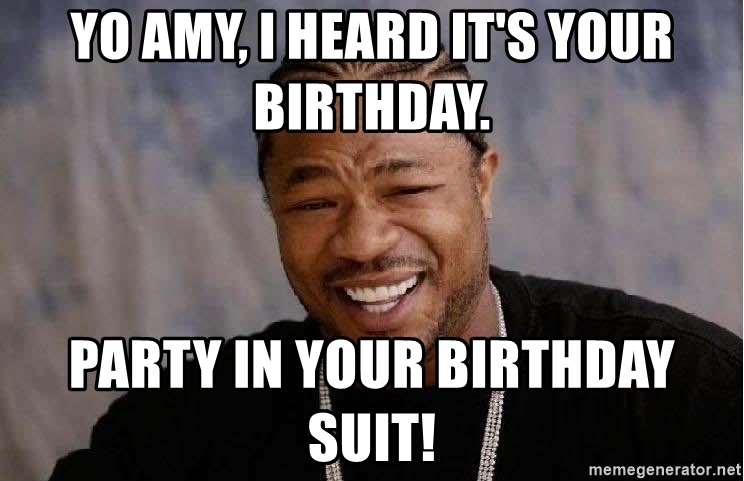 YO AMY, I HEARD IT'S YOUR
BIRTHDAY.
PARTY IN YOUR BIRTHDAY
SUIT!
memegenerator.net